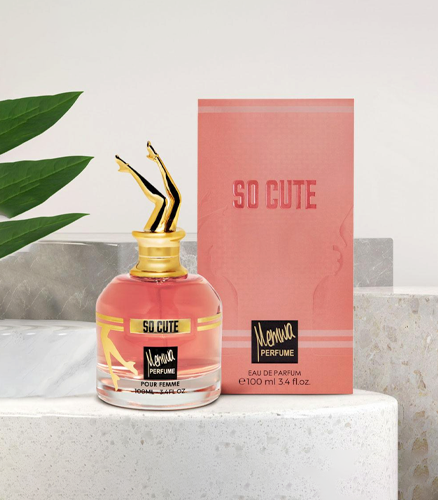 SO CUTE
Memwa
PERFUME
EAU DE PARFUM
e100 ml 3.4 fl oz.
SO CUTE
Memwa
PERFUME
POUR FEMME
100ML - 3.4FL OZ